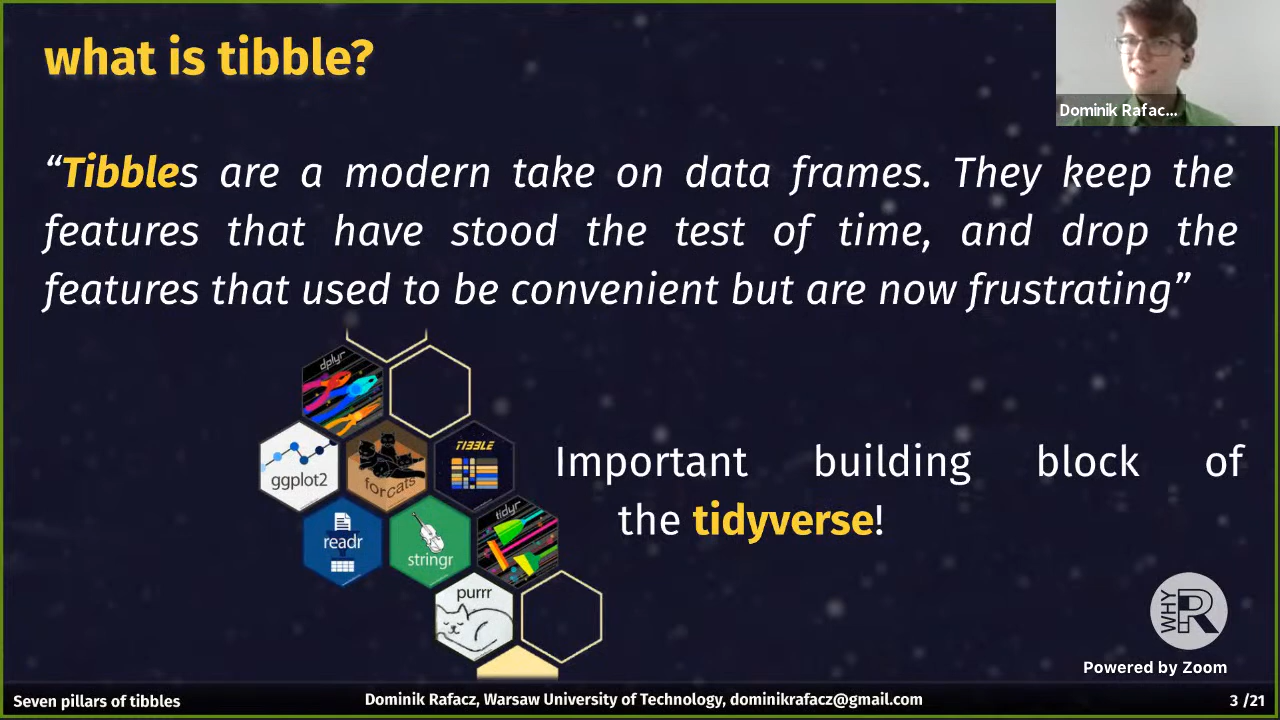 what is tibble?
Dominik Rafac...
“Tibbles are a modern take on data frames. They keep the
features that have stood the test of time, and drop the
features that used to be convenient but are now frustrating”
dplyr
ggplot2
forcats
TIBBLE
Important building block of
the tidyverse!
readr
stringr
tidyr
purrr
WHY R
Powered by Zoom
Seven pillars of tibbles
Dominik Rafacz, Warsaw University of Technology, dominikrafacz@gmail.com
3 /21